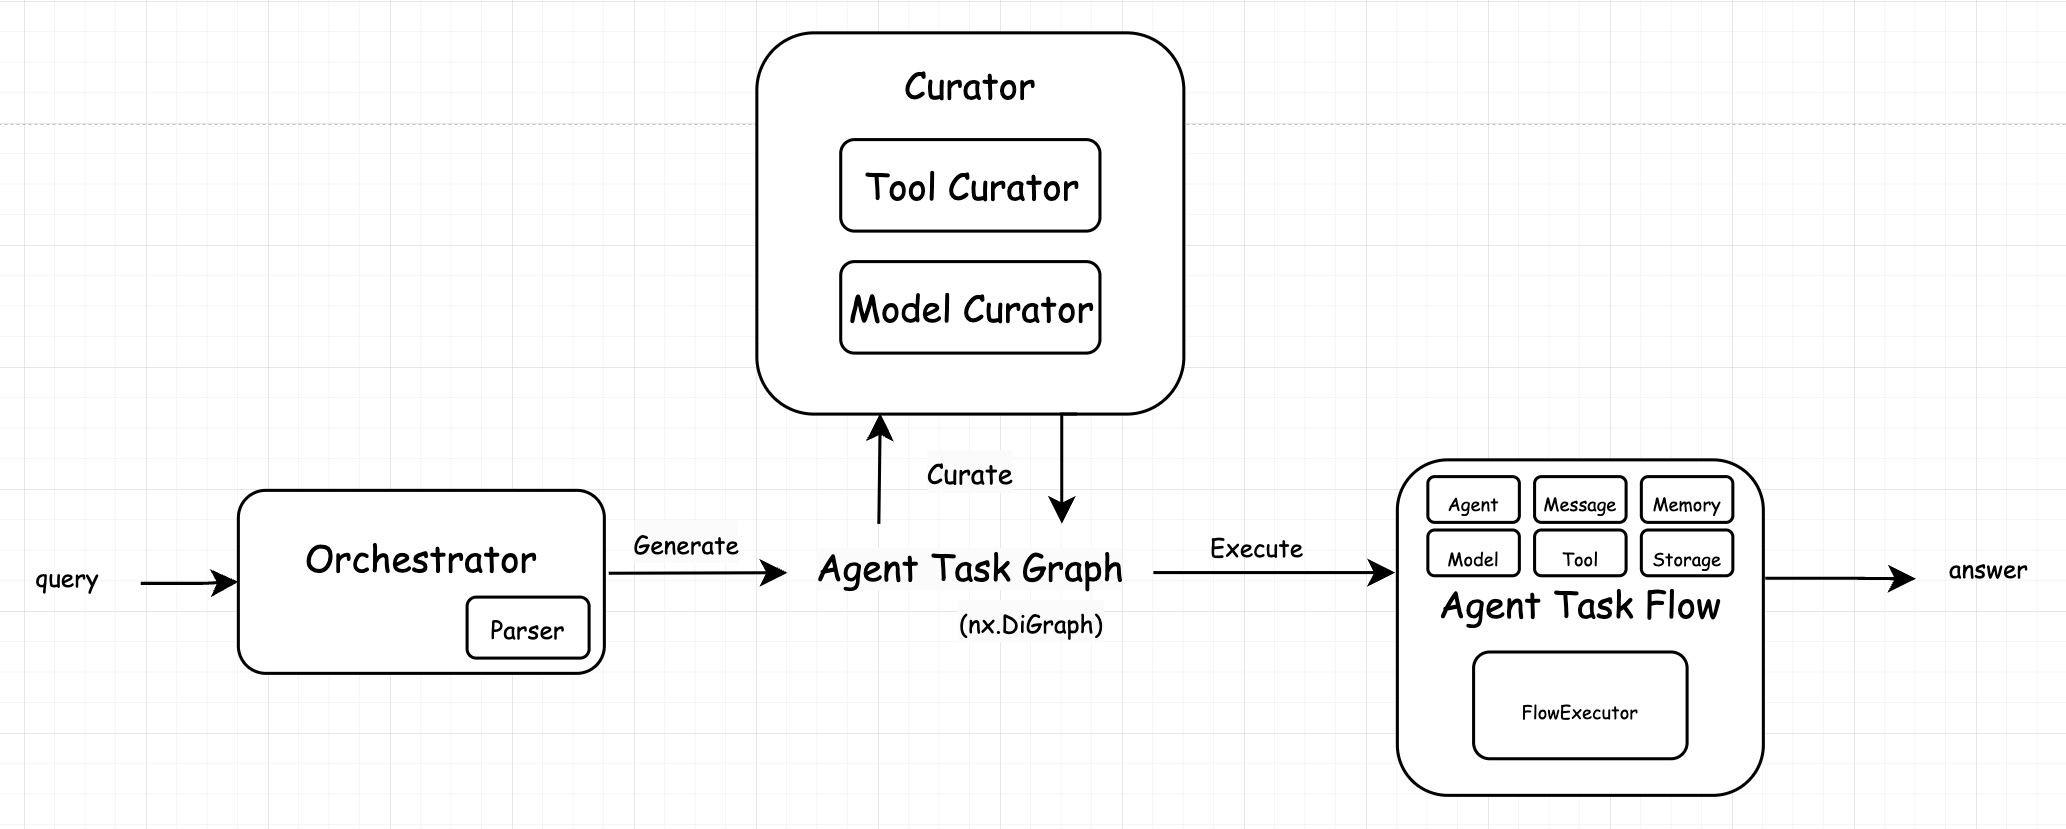 Curator
Tool Curator
Model Curator
Curate
query
Orchestrator
Parser
Generate
Agent Task Graph
(nx.DiGraph)
Execute
Agent
Message
Memory
Model
Tool
Storage
Agent Task Flow
FlowExecutor
answer